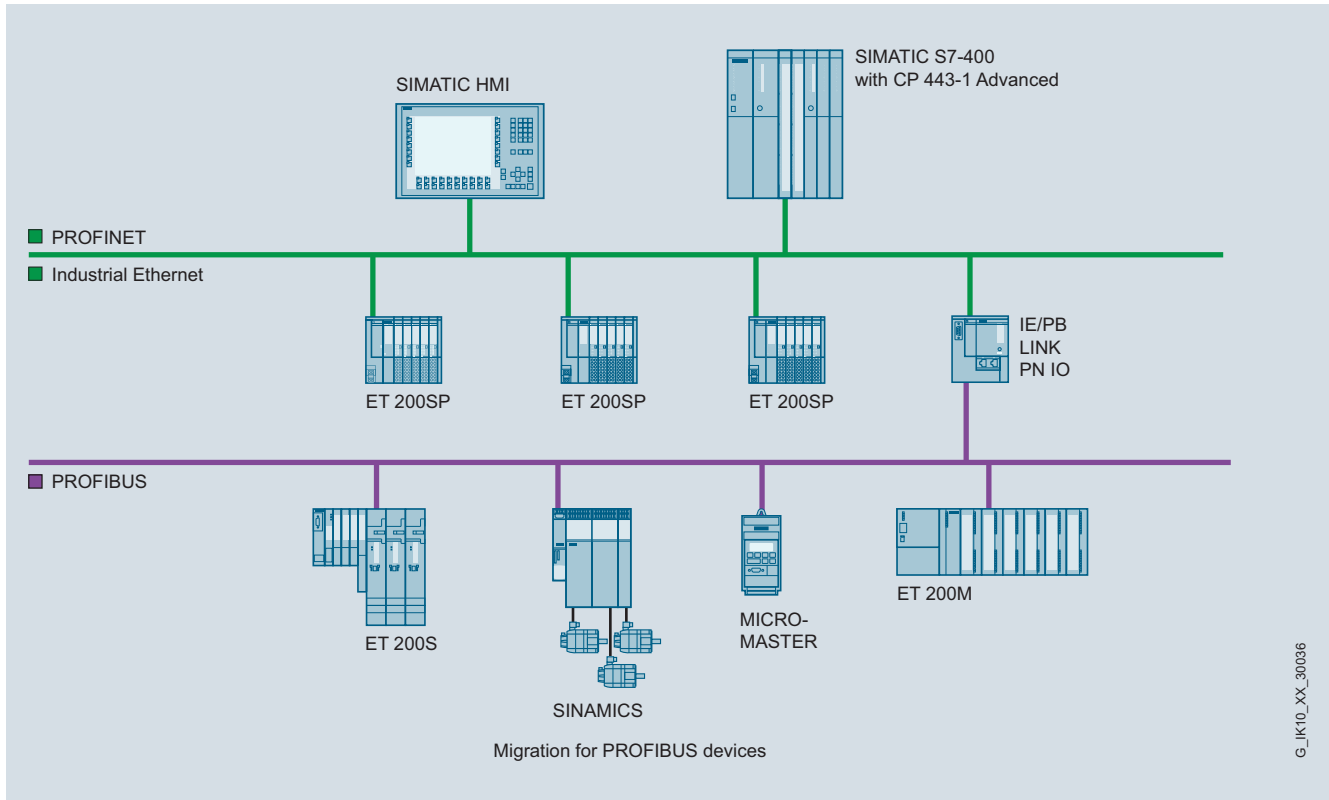 SIMATIC HMI
SIMATIC S7-400
with CP 443-1 Advanced
PROFINET
Industrial Ethernet
ET 200SP
ET 200SP
ET 200SP
IE/PB
LINK
PN IO
PROFIBUS
ET 200S
SINAMICS
MICRO-
MASTER
ET 200M
Migration for PROFIBUS devices
G_IK10_XX_30036